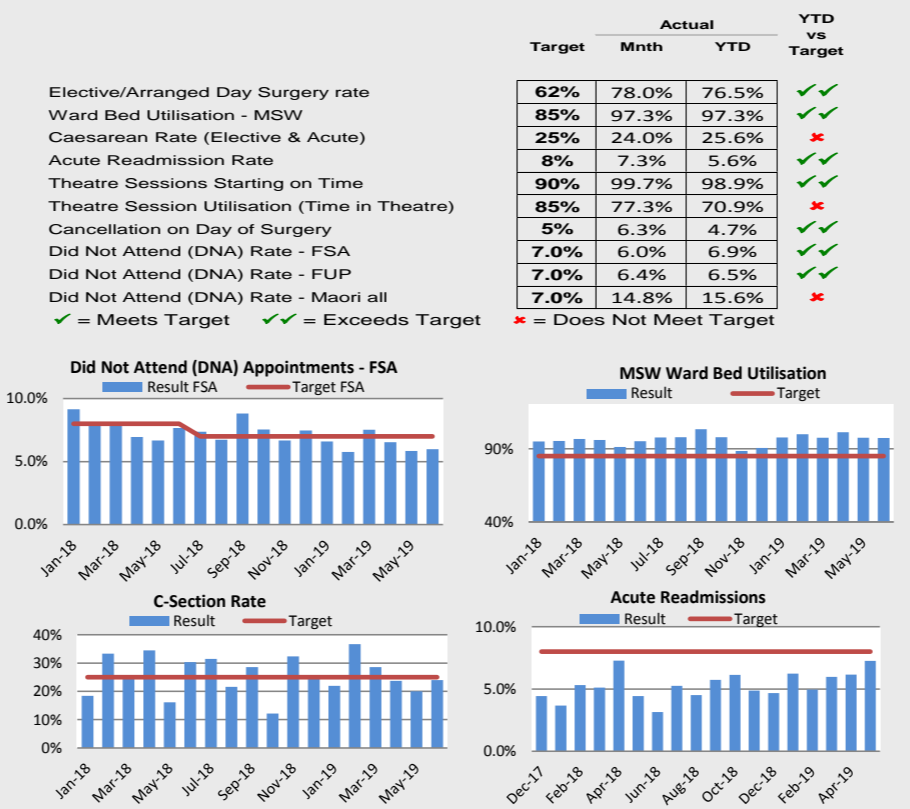 Actual
YTD vs Target
Target Mnth YTD
Elective/Arranged Day Surgery rate 62% 78.0% 76.5% ✓✓
Ward Bed Utilisation - MSW 85% 97.3% 97.3% ✓✓
Caesarean Rate (Elective & Acute) 25% 24.0% 25.6% ✖
Acute Readmission Rate 8% 7.3% 5.6% ✓✓
Theatre Sessions Starting on Time 90% 99.7% 98.9% ✓✓
Theatre Session Utilisation (Time in Theatre) 85% 77.3% 70.9% ✖
Cancellation on Day of Surgery 5% 6.3% 4.7% ✓✓
Did Not Attend (DNA) Rate - FSA 7.0% 6.0% 6.9% ✓✓
Did Not Attend (DNA) Rate - FUP 7.0% 6.4% 6.5% ✓✓
Did Not Attend (DNA) Rate - Maori all 7.0% 14.8% 15.6% ✖
✓ = Meets Target ✓✓ = Exceeds Target ✖ = Does Not Meet Target
Did Not Attend (DNA) Appointments - FSA
Result FSA Target FSA
10.0%
5.0%
0.0%
Jan-18 Mar-18 May-18 Jul-18 Sep-18 Nov-18 Jan-19 Mar-19 May-19
MSW Ward Bed Utilisation
Result Target
90%
40%
Jan-18 Mar-18 May-18 Jul-18 Sep-18 Nov-18 Jan-19 Mar-19 May-19
C-Section Rate
Result Target
40%
30%
20%
10%
0%
Jan-18 Mar-18 May-18 Jul-18 Sep-18 Nov-18 Jan-19 Mar-19 May-19
Acute Readmissions
Result Target
10.0%
5.0%
0.0%
Dec-17 Feb-18 Apr-18 Jun-18 Aug-18 Oct-18 Dec-18 Feb-19 Apr-19